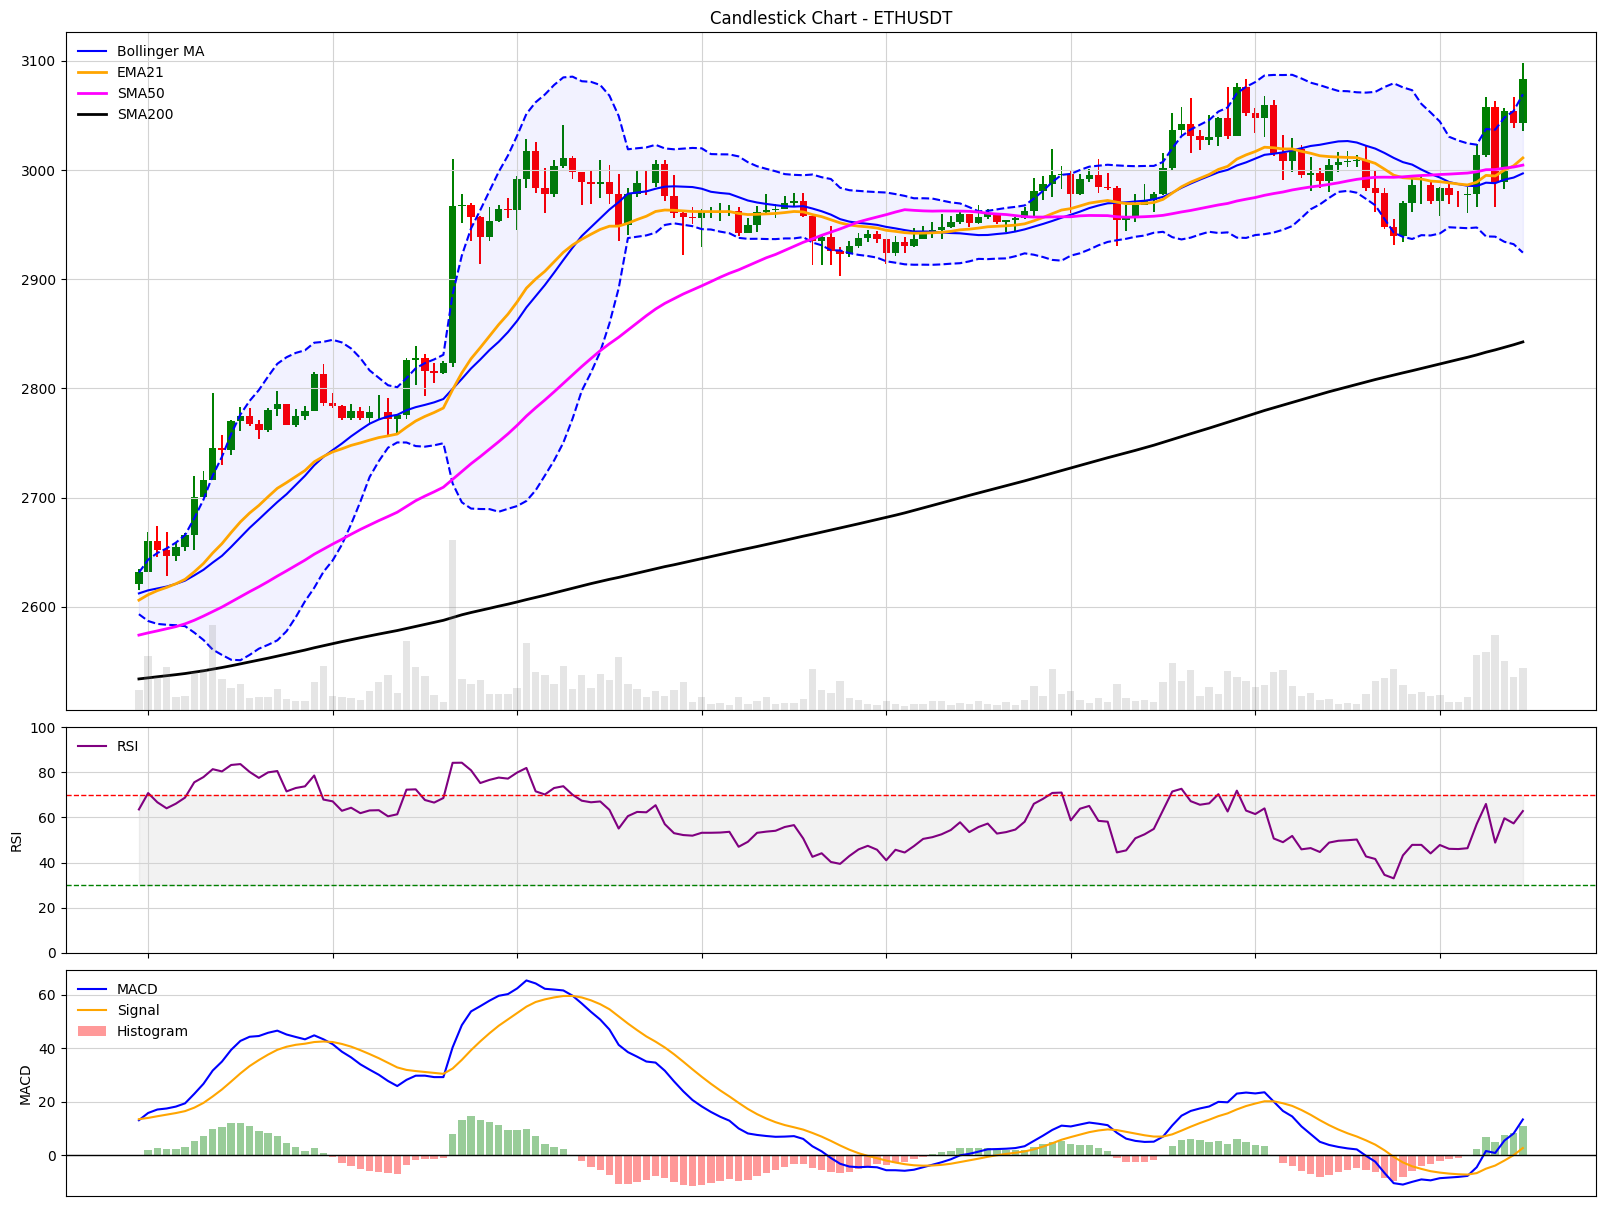 Candlestick Chart - ETHUSDT
Bollinger MA
EMA21
SMA50
SMA200
3100
3000
2900
2800
2700
2600
RSI
100
80
60
40
20
0
RSI
MACD
Signal
Histogram
60
40
20
0
MACD